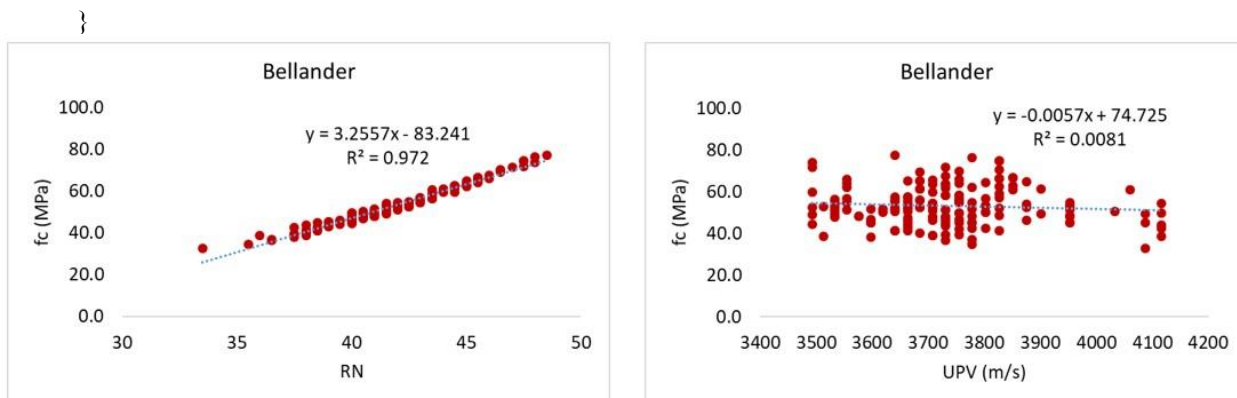 }
Bellander
100.0
80.0
60.0
40.0
20.0
0.0
fc (MPa)
y = 3.2557x - 83.241
R² = 0.972
30 35 40 45 50
RN
Bellander
100.0
80.0
60.0
40.0
20.0
0.0
fc (MPa)
y = -0.0057x + 74.725
R² = 0.0081
3400 3500 3600 3700 3800 3900 4000 4100 4200
UPV (m/s)